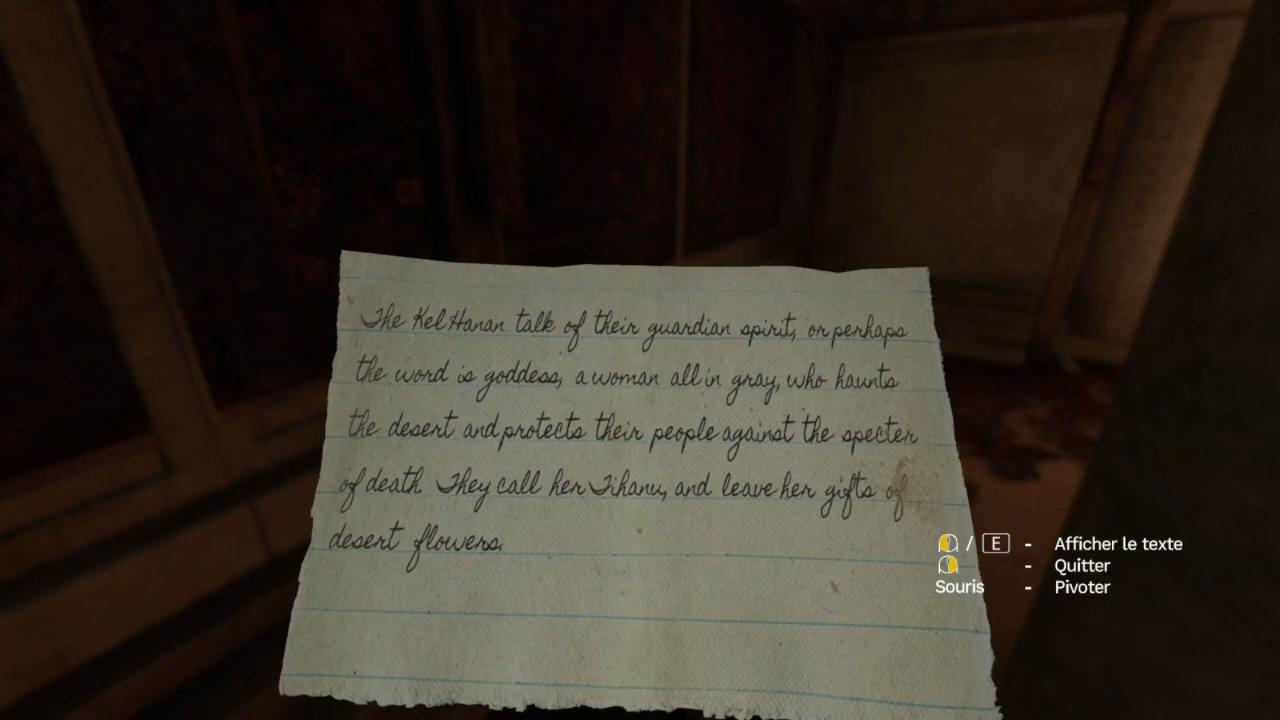 The Kel Hanan talk of their guardian spirit, or perhaps
the word is goddess, a woman all in gray, who haunts
the desert and protects their people against the specter
of death. They call her Tihanu, and leave her gifts of
desert flowers.
/ E - Afficher le texte
- Quitter
Souris - Pivoter